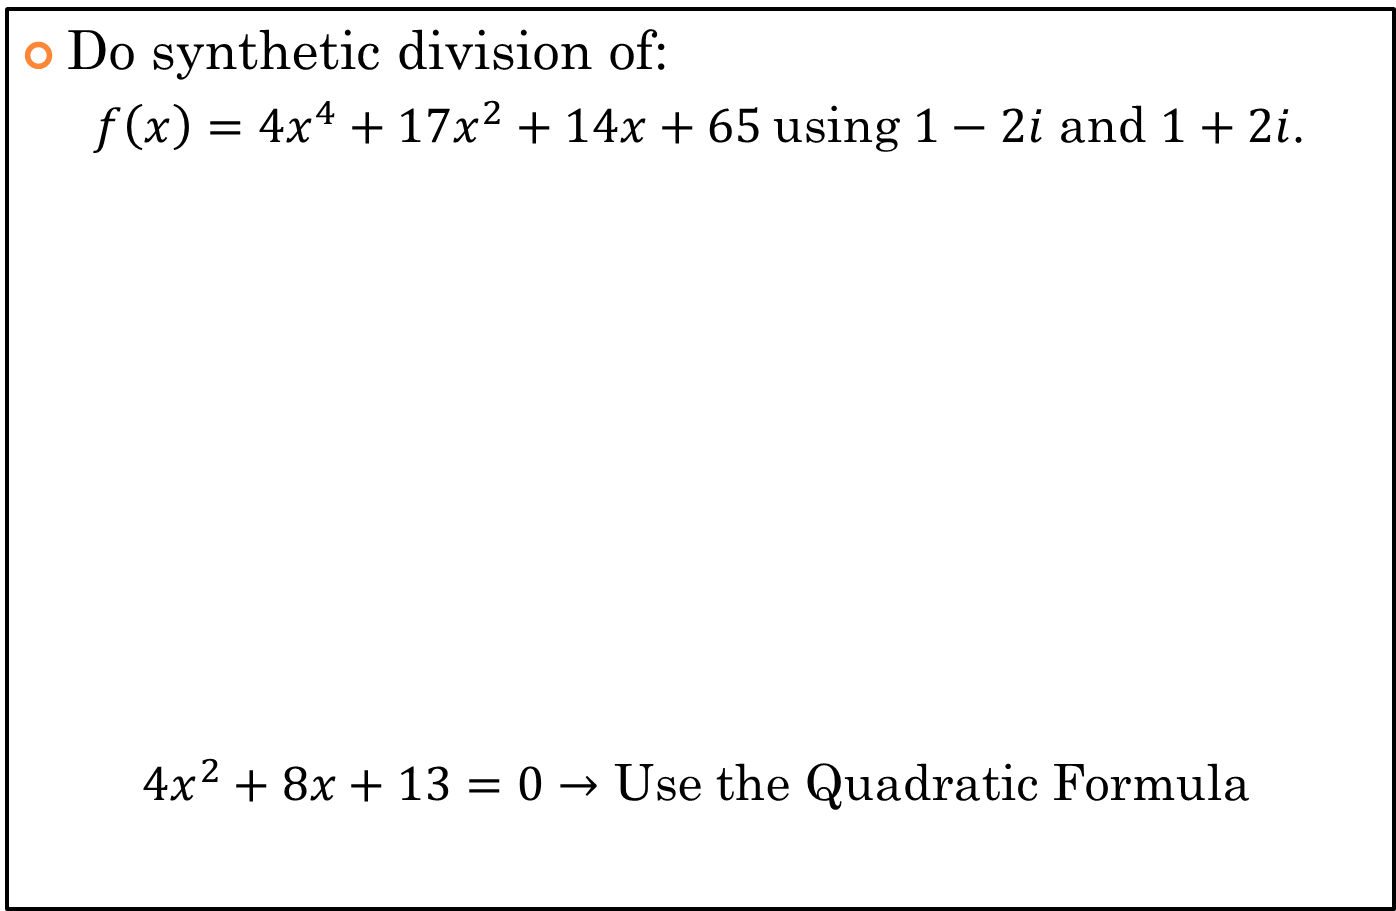 Do synthetic division of:
f(x) = 4x⁴ + 17x² + 14x + 65 using 1 − 2i and 1 + 2i.
4x² + 8x + 13 = 0 → Use the Quadratic Formula